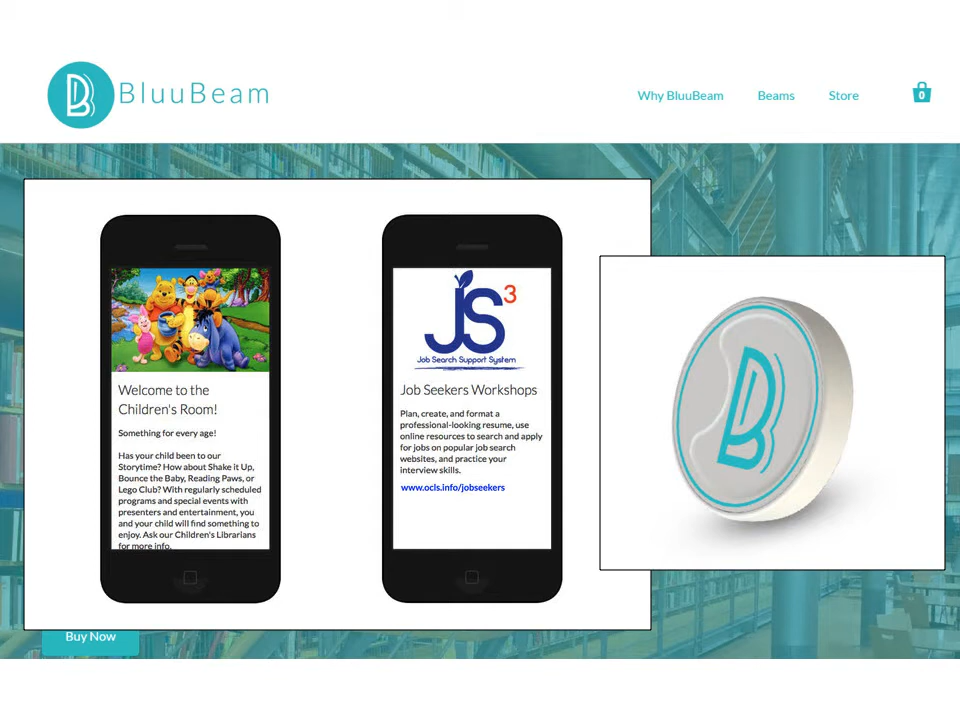 BluuBeam
Why BluuBeam
Beams
Store
0
Welcome to the
Children's Room!
Something for every age!
Has your child been to our
Storytime? How about Shake it Up,
Bounce the Baby, Reading Paws, or
Lego Club? With regularly scheduled
programs and special events with
presenters and entertainment, you
and your child will find something to
enjoy. Ask our Children's Librarians
for more info.
JS3
Job Search Support System
Job Seekers Workshops
Plan, create, and format a
professional-looking resume, use
online resources to search and apply
for jobs on popular job search
websites, and practice your
interview skills.
www.ocls.info/jobseekers
Buy Now